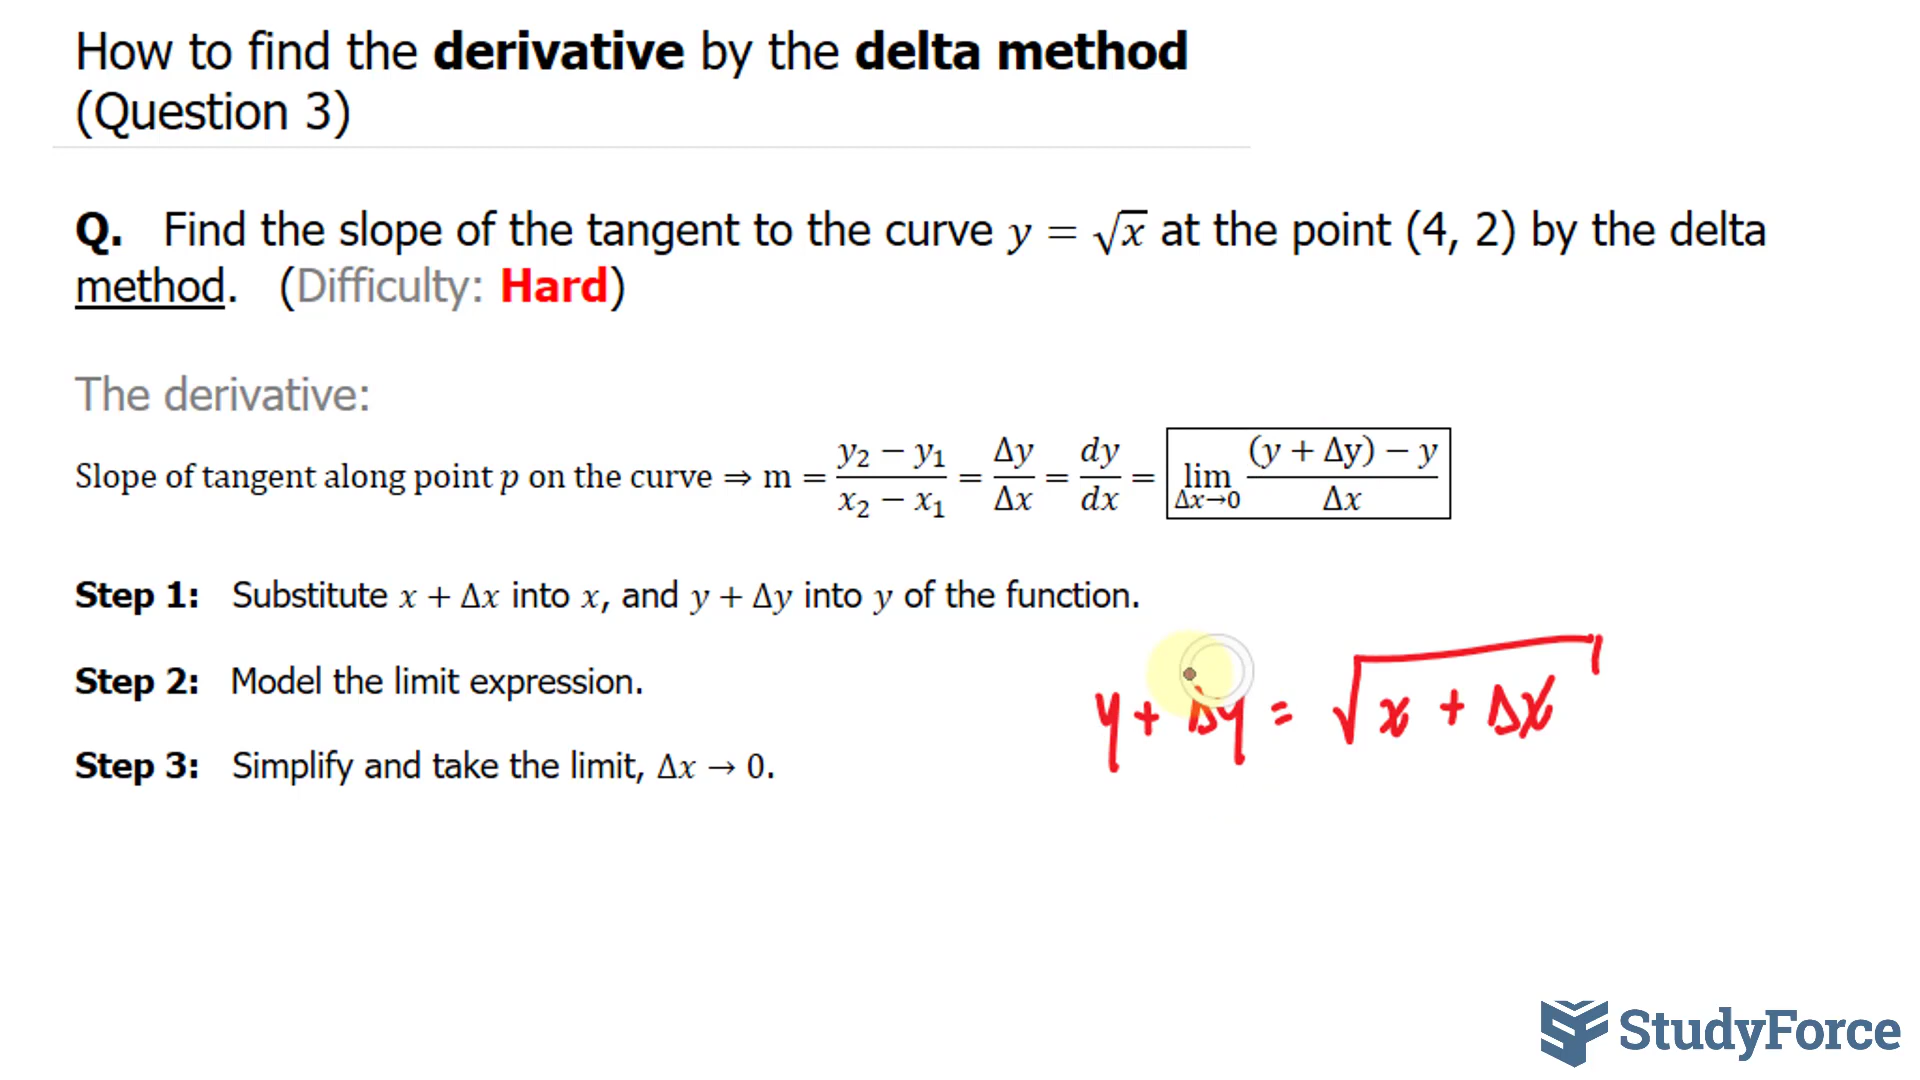 How to find the derivative by the delta method
(Question 3)
Q. Find the slope of the tangent to the curve y = √x at the point (4, 2) by the delta
method. (Difficulty: Hard)
The derivative:
Slope of tangent along point p on the curve ⇒ m = (y₂ − y₁)/(x₂ − x₁) = Δy/Δx = dy/dx = lim Δx→0 ((y + Δy) − y)/Δx
Step 1: Substitute x + Δx into x, and y + Δy into y of the function.
Step 2: Model the limit expression.
y + Δy = √(x + Δx)
Step 3: Simplify and take the limit, Δx → 0.
StudyForce